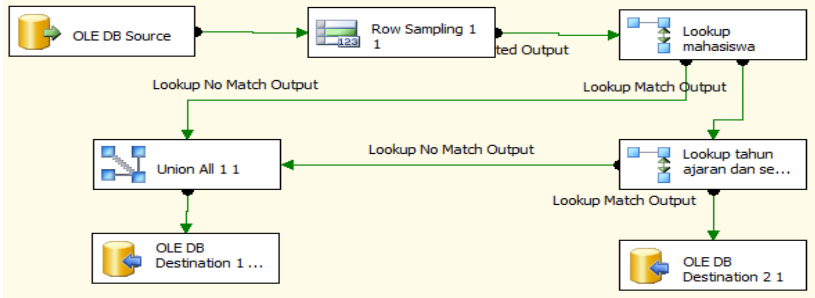 OLE DB Source
Row Sampling 1
1
ted Output
Lookup
mahasiswa
Lookup No Match Output
Lookup Match Output
Union All 1 1
Lookup No Match Output
Lookup tahun
ajaran dan se...
Lookup Match Output
OLE DB
Destination 1 ...
OLE DB
Destination 2 1